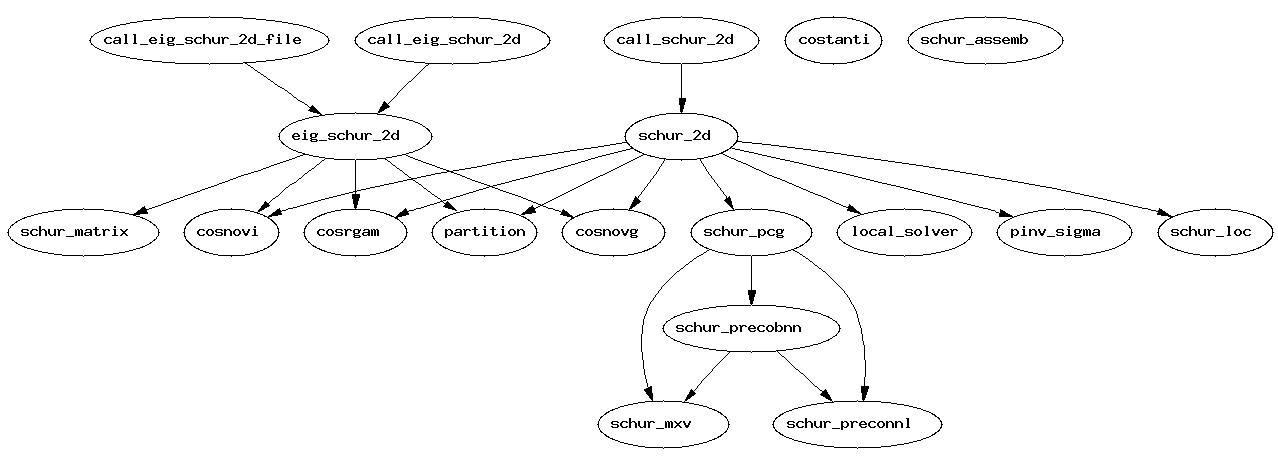 call_eig_schur_2d_file
call_eig_schur_2d
call_schur_2d
costanti
schur_assemb
eig_schur_2d
schur_2d
schur_matrix
cosnovi
cosrgam
partition
cosnovg
schur_pcg
local_solver
pinv_sigma
schur_loc
schur_precobnn
schur_mxv
schur_preconnl